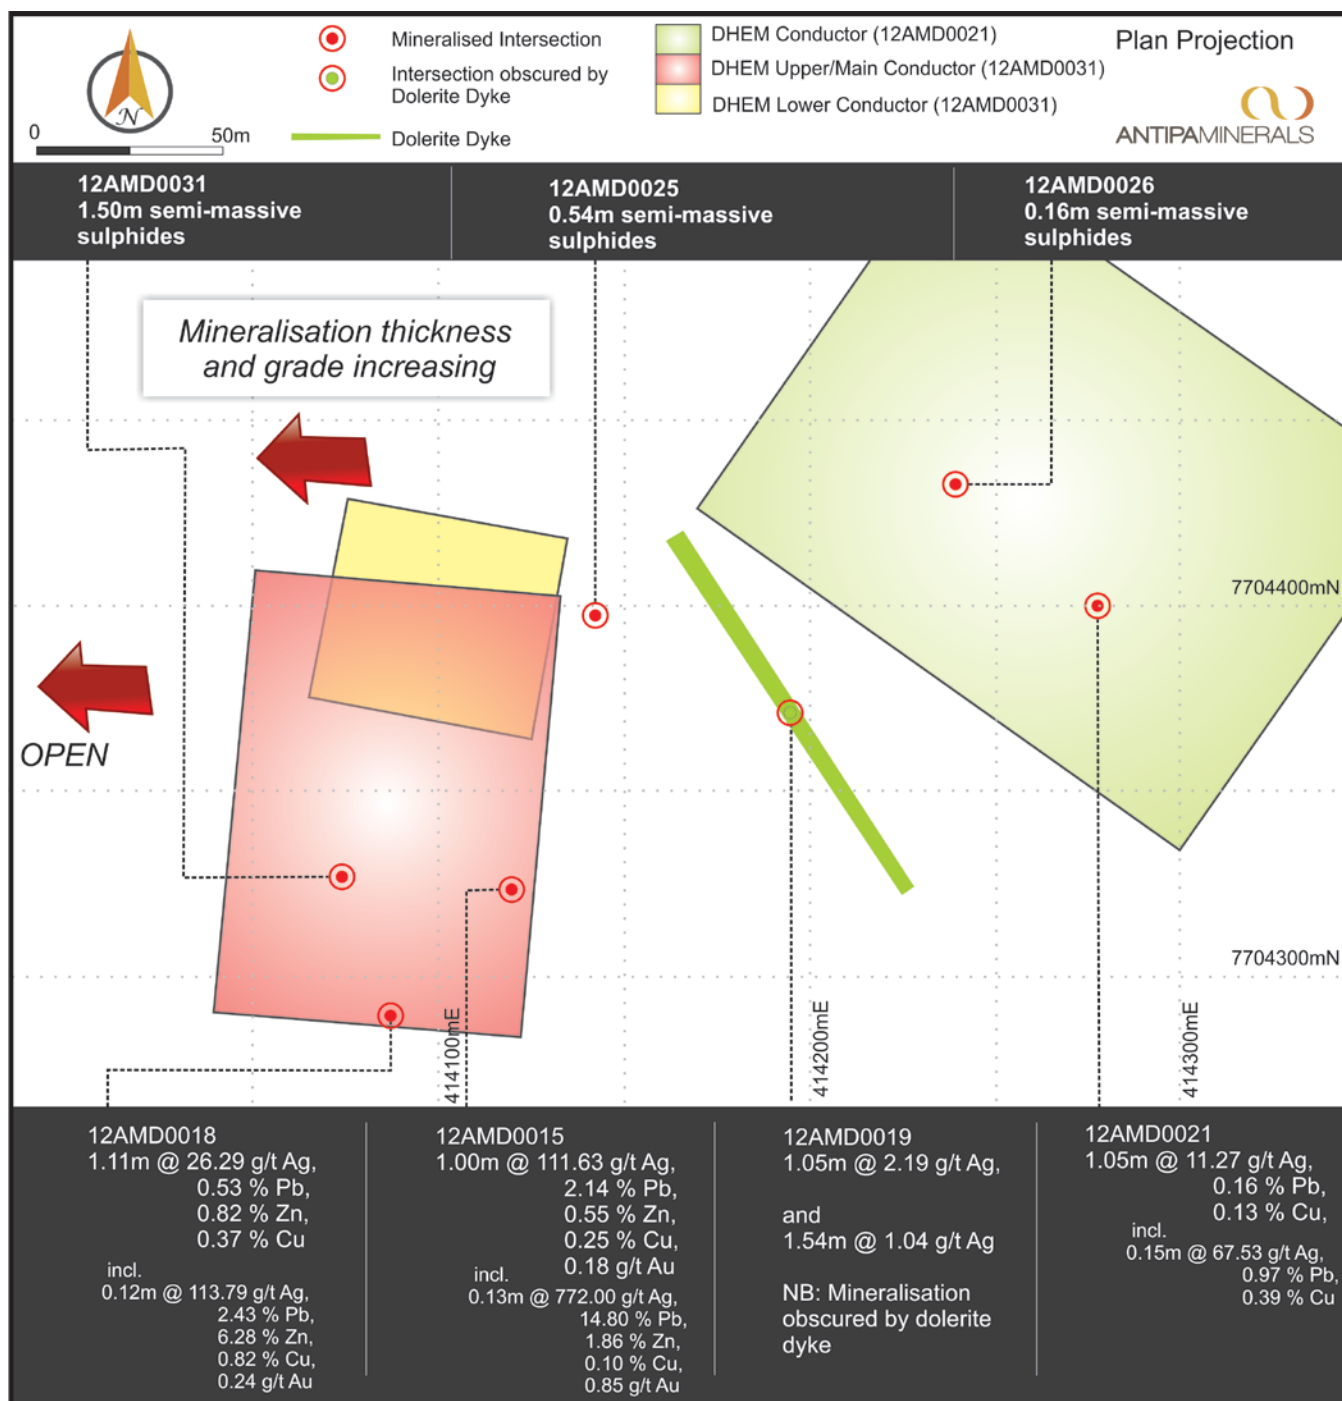 Mineralised Intersection
Intersection obscured by
Dolerite Dyke
Dolerite Dyke
N
0
50m
DHEM Conductor (12AMD0021)
DHEM Upper/Main Conductor (12AMD0031)
DHEM Lower Conductor (12AMD0031)
Plan Projection
ANTIPAMINERALS
12AMD0031
1.50m semi-massive
sulphides
12AMD0025
0.54m semi-massive
sulphides
12AMD0026
0.16m semi-massive
sulphides
Mineralisation thickness
and grade increasing
OPEN
7704400mN
7704300mN
414100mE
414200mE
414300mE
12AMD0018
1.11m @ 26.29 g/t Ag,
0.53 % Pb,
0.82 % Zn,
0.37 % Cu
incl.
0.12m @ 113.79 g/t Ag,
2.43 % Pb,
6.28 % Zn,
0.82 % Cu,
0.24 g/t Au
12AMD0015
1.00m @ 111.63 g/t Ag,
2.14 % Pb,
0.55 % Zn,
0.25 % Cu,
0.18 g/t Au
incl.
0.13m @ 772.00 g/t Ag,
14.80 % Pb,
1.86 % Zn,
0.10 % Cu,
0.85 g/t Au
12AMD0019
1.05m @ 2.19 g/t Ag,
and
1.54m @ 1.04 g/t Ag
NB: Mineralisation
obscured by dolerite
dyke
12AMD0021
1.05m @ 11.27 g/t Ag,
0.16 % Pb,
0.13 % Cu,
incl.
0.15m @ 67.53 g/t Ag,
0.97 % Pb,
0.39 % Cu